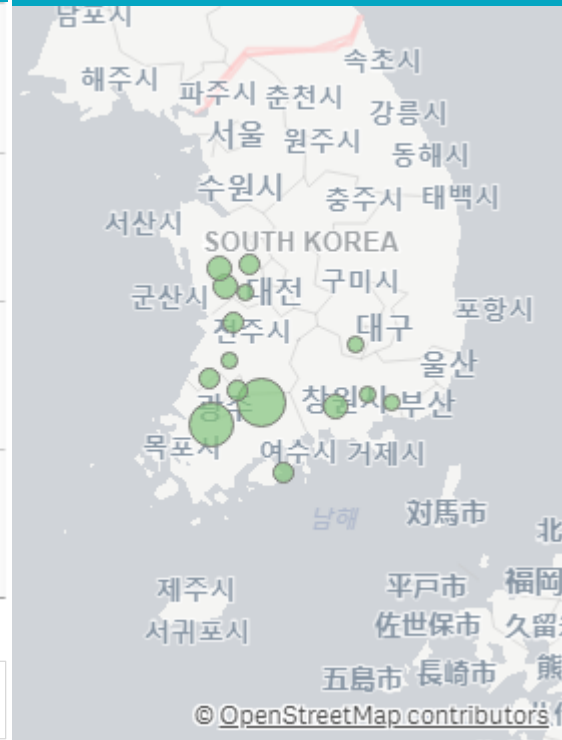 남포시
속초시
해주시
파주시 춘천시
강릉시
서울 원주시
동해시
수원시
충주시 태백시
서산시
SOUTH KOREA
대전 구미시
군산시
포항시
전주시 대구
울산
창원시 부산
광주
목포시 여수시 거제시
남해
対馬市
北
제주시 平戸市 福岡
서귀포시 佐世保市 久留
五島市 長崎市 熊
© OpenStreetMap contributors